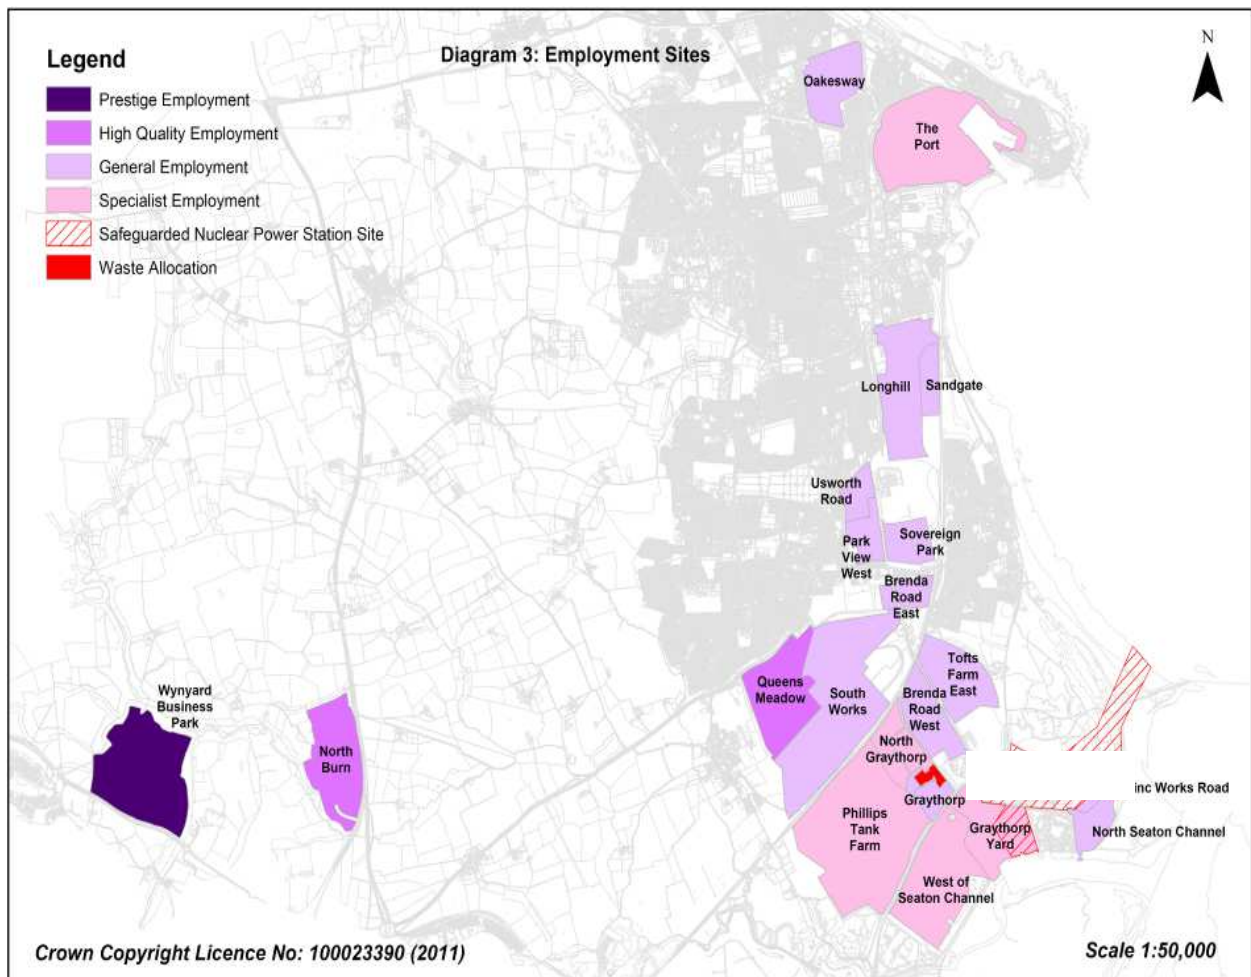 Diagram 3: Employment Sites
N
Legend
Prestige Employment
High Quality Employment
General Employment
Specialist Employment
Safeguarded Nuclear Power Station Site
Waste Allocation
Oakesway
The
Port
Longhill
Sandgate
Usworth
Road
Park
View
West
Sovereign
Park
Brenda
Road
East
Tofts
Farm
East
Queens
Meadow
South
Works
Brenda
Road
West
Wynyard
Business
Park
North
Burn
North
Graythorp
Graythorp
inc Works Road
Phillips
Tank
Farm
Graythorp
Yard
North Seaton Channel
West of
Seaton Channel
Crown Copyright Licence No: 100023390 (2011)
Scale 1:50,000